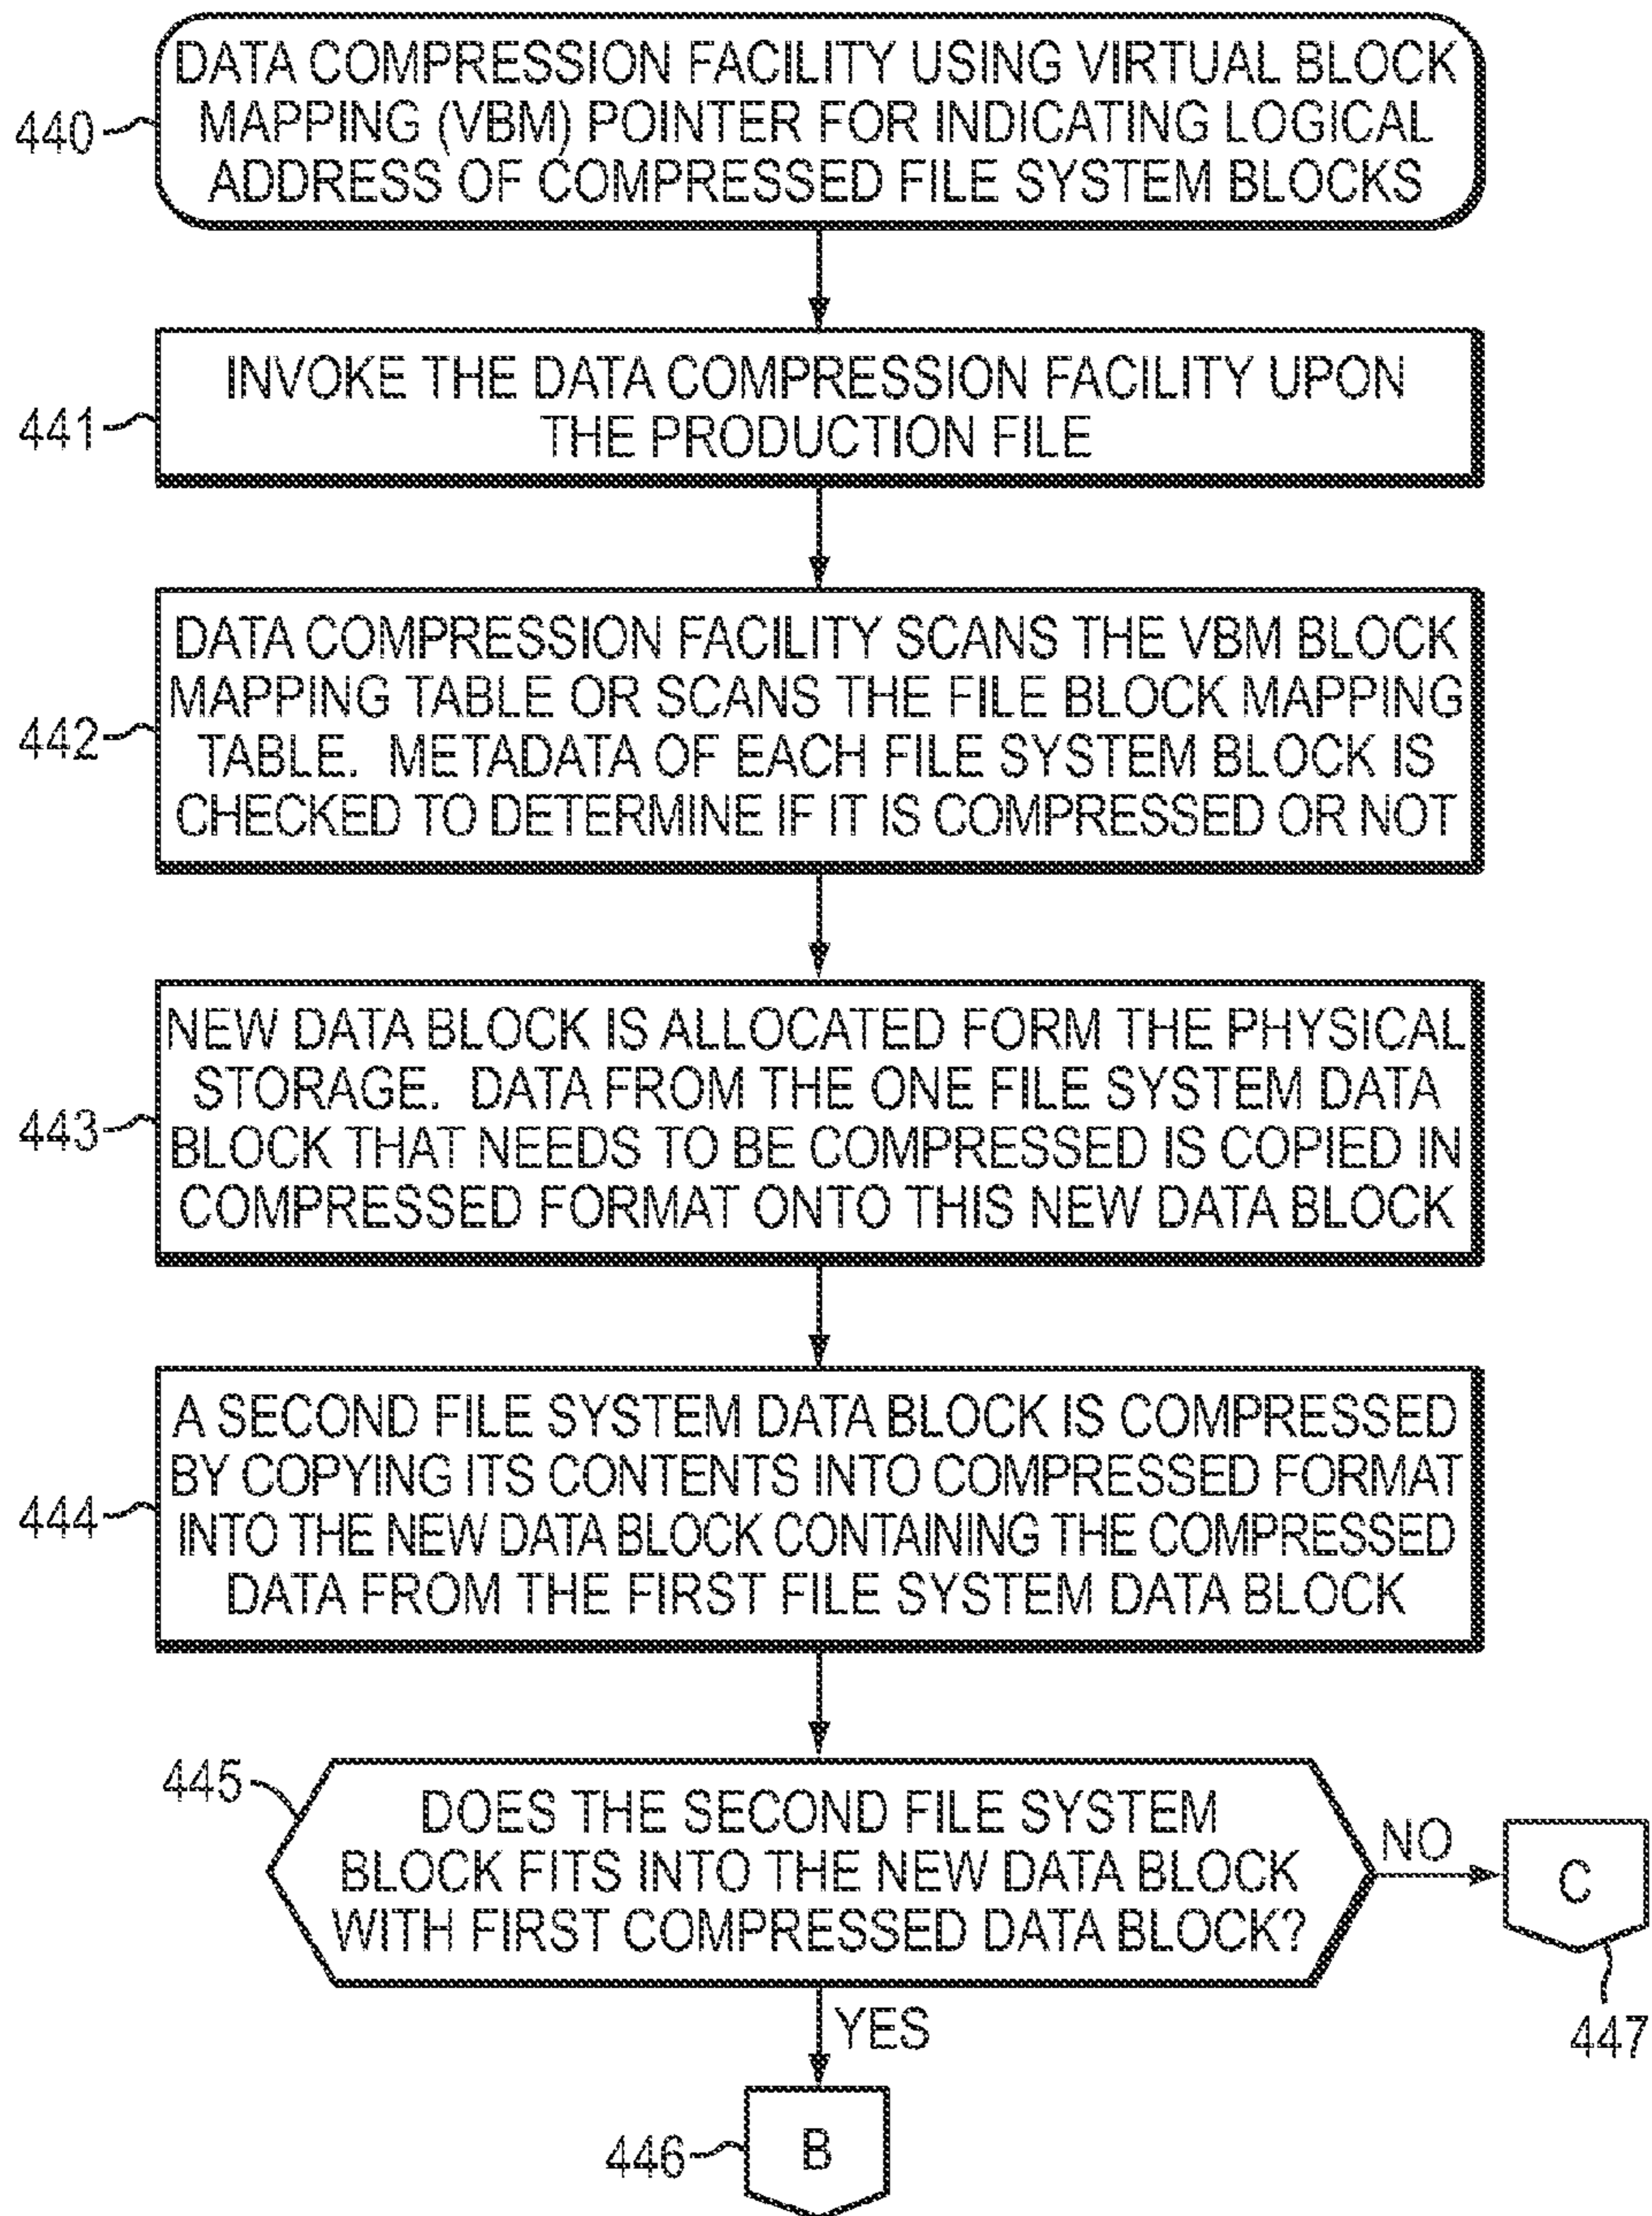 DATA COMPRESSION FACILITY USING VIRTUAL BLOCK
MAPPING (VBM) POINTER FOR INDICATING LOGICAL
ADDRESS OF COMPRESSED FILE SYSTEM BLOCKS
440
INVOKE THE DATA COMPRESSION FACILITY UPON
THE PRODUCTION FILE
441
DATA COMPRESSION FACILITY SCANS THE VBM BLOCK
MAPPING TABLE OR SCANS THE FILE BLOCK MAPPING
TABLE. METADATA OF EACH FILE SYSTEM BLOCK IS
CHECKED TO DETERMINE IF IT IS COMPRESSED OR NOT
442
NEW DATA BLOCK IS ALLOCATED FORM THE PHYSICAL
STORAGE. DATA FROM THE ONE FILE SYSTEM DATA
BLOCK THAT NEEDS TO BE COMPRESSED IS COPIED IN
COMPRESSED FORMAT ONTO THIS NEW DATA BLOCK
443
A SECOND FILE SYSTEM DATA BLOCK IS COMPRESSED
BY COPYING ITS CONTENTS INTO COMPRESSED FORMAT
INTO THE NEW DATA BLOCK CONTAINING THE COMPRESSED
DATA FROM THE FIRST FILE SYSTEM DATA BLOCK
444
445
DOES THE SECOND FILE SYSTEM
BLOCK FITS INTO THE NEW DATA BLOCK
WITH FIRST COMPRESSED DATA BLOCK?
NO
C
447
YES
B
446